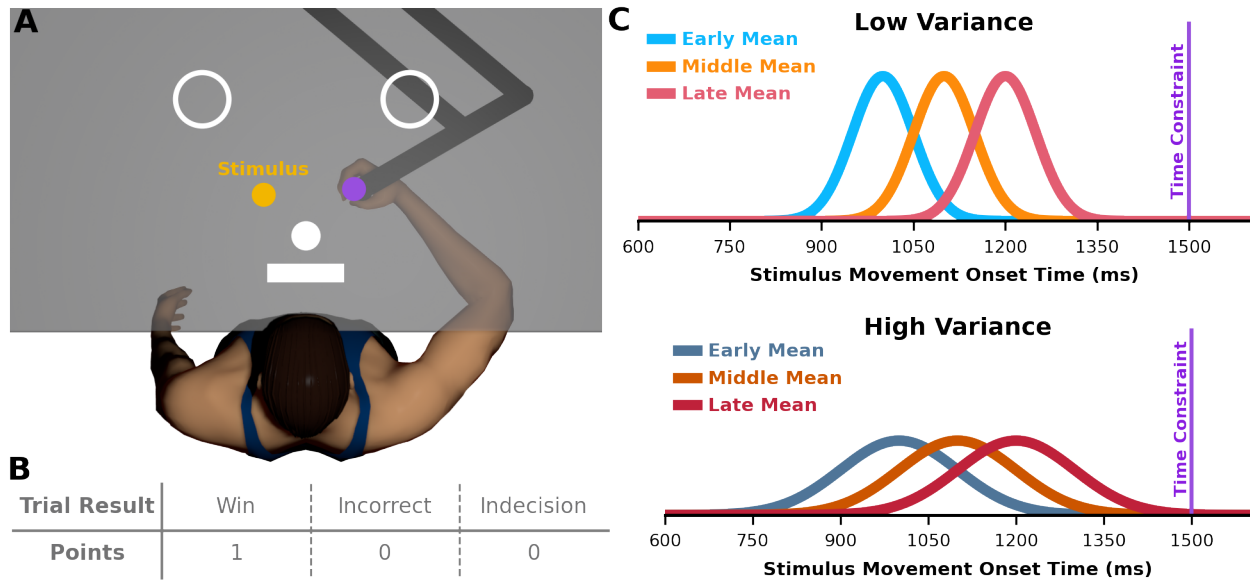 A
Stimulus
B
Trial Result Win Incorrect Indecision
Points 1 0 0
C
Low Variance
Early Mean
Middle Mean
Late Mean
Time Constraint
600 750 900 1050 1200 1350 1500
Stimulus Movement Onset Time (ms)
High Variance
Early Mean
Middle Mean
Late Mean
Time Constraint
600 750 900 1050 1200 1350 1500
Stimulus Movement Onset Time (ms)